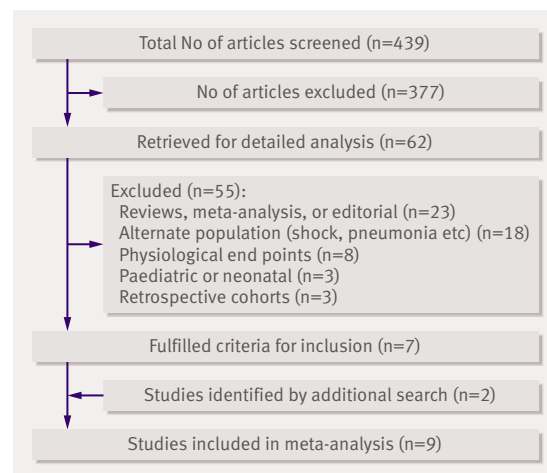 Total No of articles screened (n=439)
No of articles excluded (n=377)
Retrieved for detailed analysis (n=62)
Excluded (n=55):
Reviews, meta-analysis, or editorial (n=23)
Alternate population (shock, pneumonia etc) (n=18)
Physiological end points (n=8)
Paediatric or neonatal (n=3)
Retrospective cohorts (n=3)
Fulfilled criteria for inclusion (n=7)
Studies identified by additional search (n=2)
Studies included in meta-analysis (n=9)